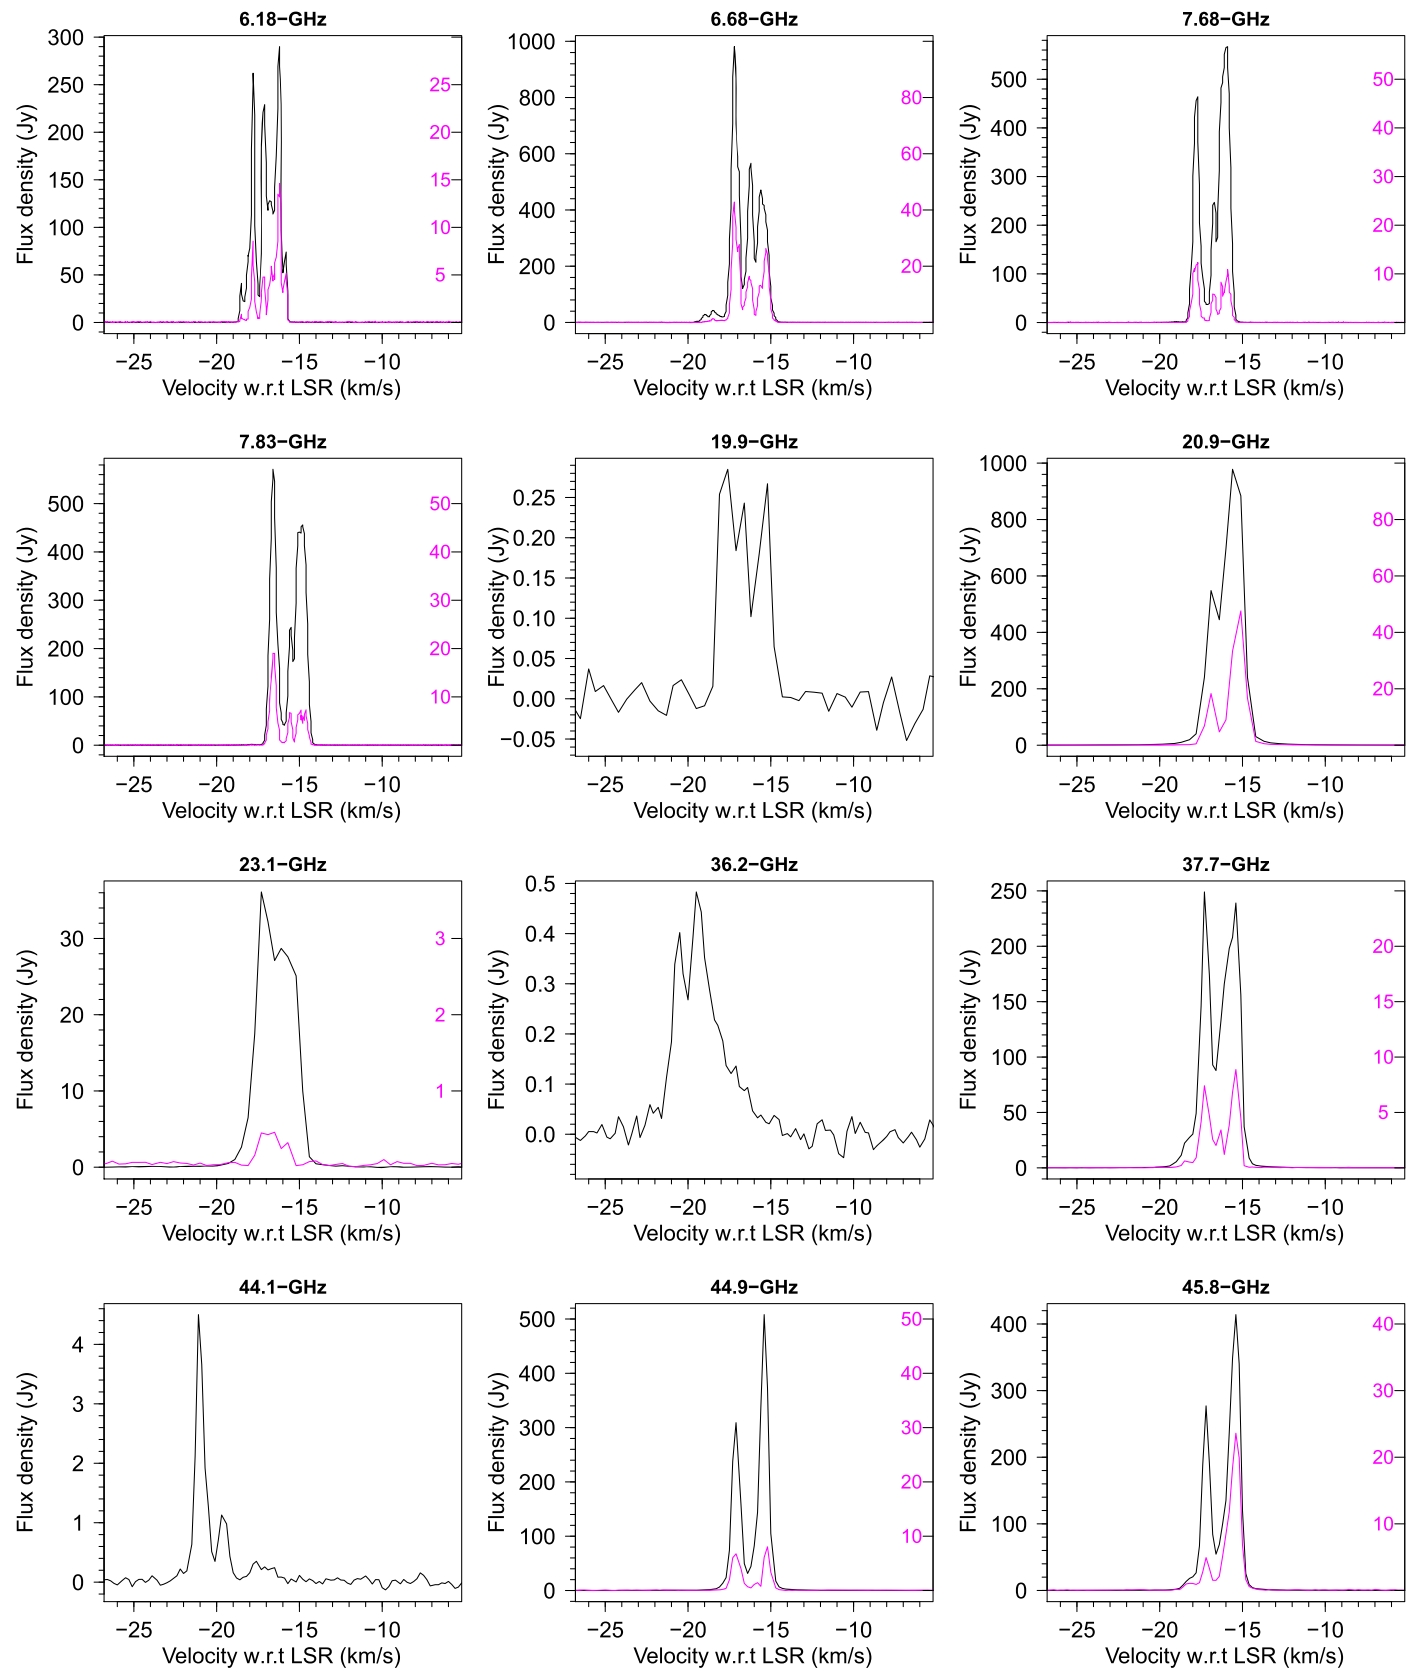 6.18−GHz
Flux density (Jy)
300
250
200
150
100
50
0
25
20
15
10
5
−25 −20 −15 −10
Velocity w.r.t LSR (km/s)
6.68−GHz
Flux density (Jy)
1000
800
600
400
200
0
80
60
40
20
−25 −20 −15 −10
Velocity w.r.t LSR (km/s)
7.68−GHz
Flux density (Jy)
500
400
300
200
100
0
50
40
30
20
10
−25 −20 −15 −10
Velocity w.r.t LSR (km/s)
7.83−GHz
Flux density (Jy)
500
400
300
200
100
0
50
40
30
20
10
−25 −20 −15 −10
Velocity w.r.t LSR (km/s)
19.9−GHz
Flux density (Jy)
0.25
0.20
0.15
0.10
0.05
0.00
−0.05
−25 −20 −15 −10
Velocity w.r.t LSR (km/s)
20.9−GHz
Flux density (Jy)
1000
800
600
400
200
0
80
60
40
20
−25 −20 −15 −10
Velocity w.r.t LSR (km/s)
23.1−GHz
Flux density (Jy)
30
20
10
0
3
2
1
−25 −20 −15 −10
Velocity w.r.t LSR (km/s)
36.2−GHz
Flux density (Jy)
0.5
0.4
0.3
0.2
0.1
0.0
−25 −20 −15 −10
Velocity w.r.t LSR (km/s)
37.7−GHz
Flux density (Jy)
250
200
150
100
50
0
20
15
10
5
−25 −20 −15 −10
Velocity w.r.t LSR (km/s)
44.1−GHz
Flux density (Jy)
4
3
2
1
0
−25 −20 −15 −10
Velocity w.r.t LSR (km/s)
44.9−GHz
Flux density (Jy)
500
400
300
200
100
0
50
40
30
20
10
−25 −20 −15 −10
Velocity w.r.t LSR (km/s)
45.8−GHz
Flux density (Jy)
400
300
200
100
0
40
30
20
10
−25 −20 −15 −10
Velocity w.r.t LSR (km/s)